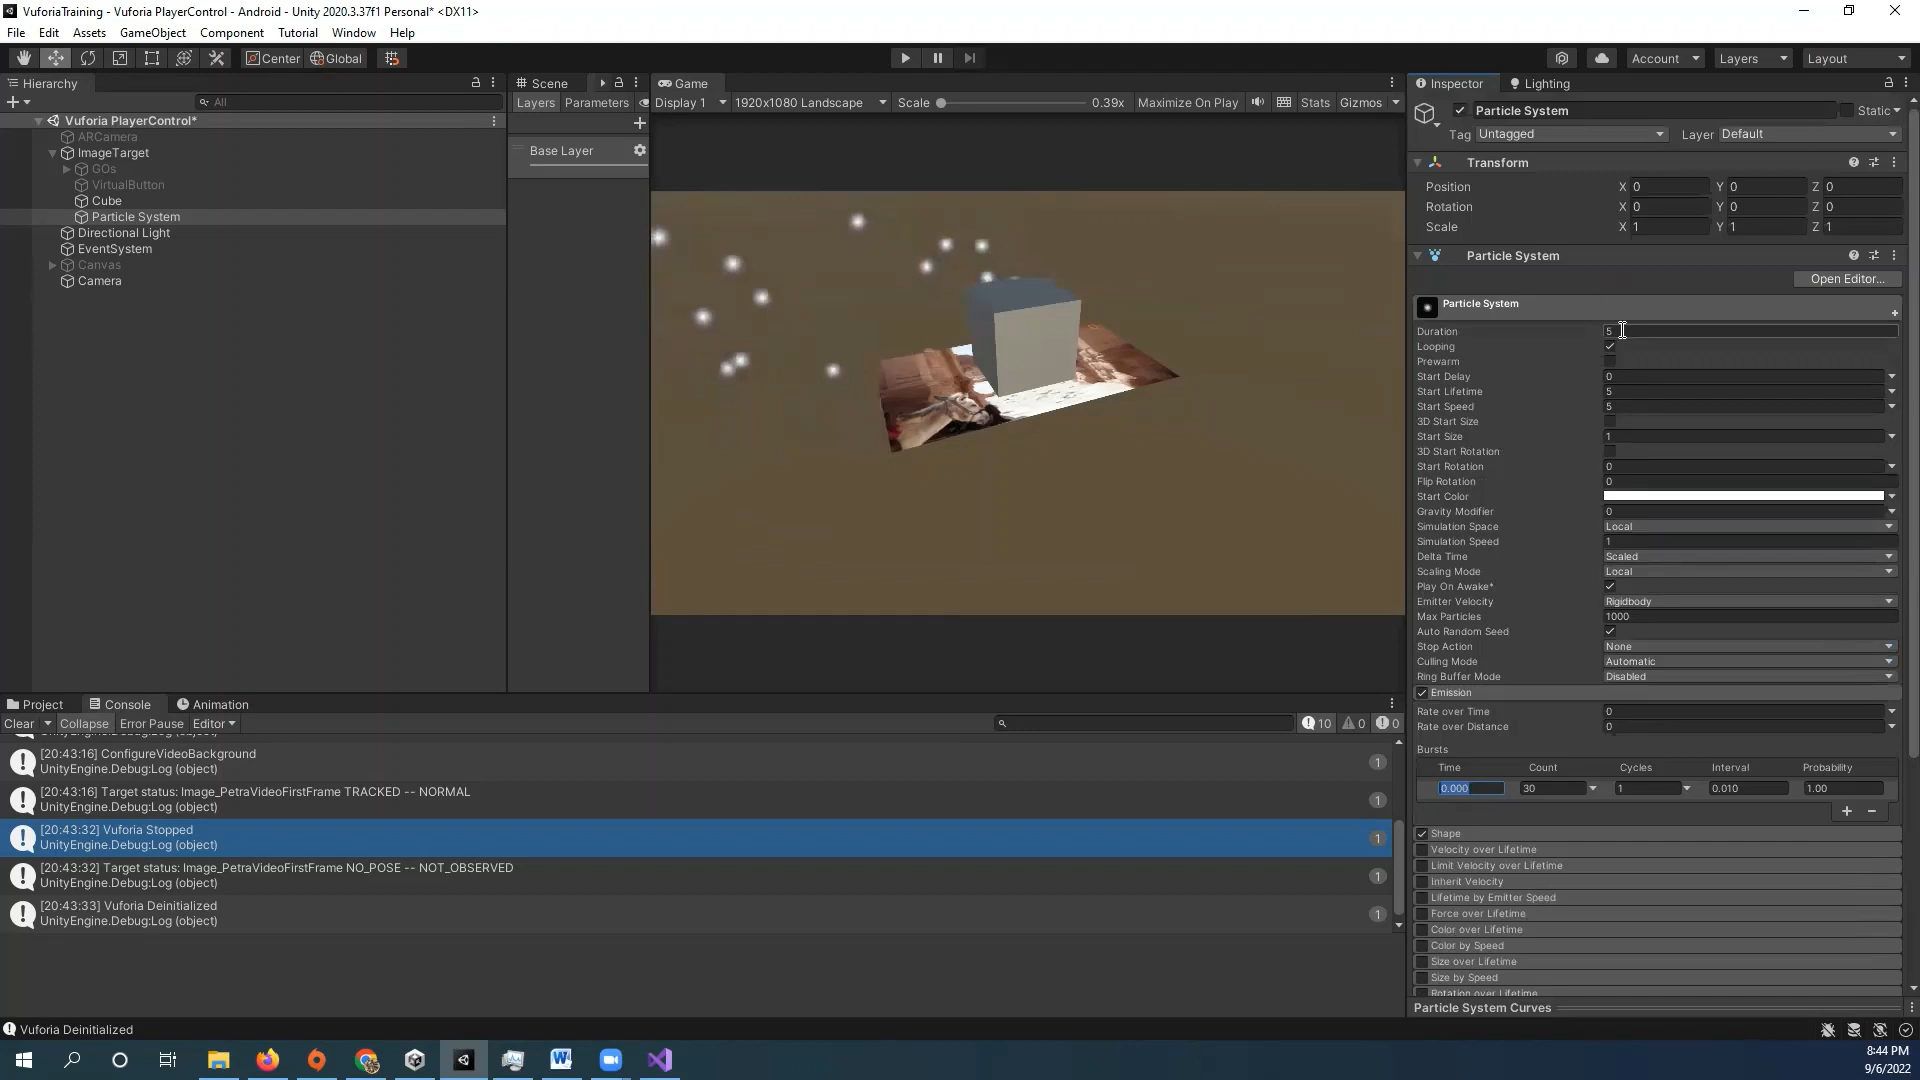 VuforiaTraining - Vuforia PlayerControl - Android - Unity 2020.3.37f1 Personal* <DX11>
File Edit Assets GameObject Component Tutorial Window Help
Center Global Account Layers Layout
Hierarchy
All
Vuforia PlayerControl*
ARCamera
ImageTarget
GOs
VirtualButton
Cube
Particle System
Directional Light
EventSystem
Canvas
Camera
Scene
Layers Parameters
Base Layer
Game
Display 1 1920x1080 Landscape Scale 0.39x Maximize On Play Stats Gizmos
Inspector Lighting
Particle System Static
Tag Untagged Layer Default
Transform
Position X 0 Y 0 Z 0
Rotation X 0 Y 0 Z 0
Scale X 1 Y 1 Z 1
Particle System
Open Editor...
Particle System
Duration 5
Looping
Prewarm
Start Delay 0
Start Lifetime 5
Start Speed 5
3D Start Size
Start Size 1
3D Start Rotation
Start Rotation 0
Flip Rotation 0
Start Color
Gravity Modifier 0
Simulation Space Local
Simulation Speed 1
Delta Time Scaled
Scaling Mode Local
Play On Awake*
Emitter Velocity Rigidbody
Max Particles 1000
Auto Random Seed
Stop Action None
Culling Mode Automatic
Ring Buffer Mode Disabled
Emission
Rate over Time 0
Rate over Distance 0
Bursts
Time Count Cycles Interval Probability
0.000 30 1 0.010 1.00
Shape
Velocity over Lifetime
Limit Velocity over Lifetime
Inherit Velocity
Lifetime by Emitter Speed
Force over Lifetime
Color over Lifetime
Color by Speed
Size over Lifetime
Size by Speed
Rotation over Lifetime
Particle System Curves
Project Console Animation
Clear Collapse Error Pause Editor 10 0 0
UnityEngine.Debug:Log (object)
[20:43:16] ConfigureVideoBackground
UnityEngine.Debug:Log (object) 1
[20:43:16] Target status: Image_PetraVideoFirstFrame TRACKED -- NORMAL
UnityEngine.Debug:Log (object) 1
[20:43:32] Vuforia Stopped
UnityEngine.Debug:Log (object) 1
[20:43:32] Target status: Image_PetraVideoFirstFrame NO_POSE -- NOT_OBSERVED
UnityEngine.Debug:Log (object) 1
[20:43:33] Vuforia Deinitialized
UnityEngine.Debug:Log (object) 1
Vuforia Deinitialized
8:44 PM
9/6/2022